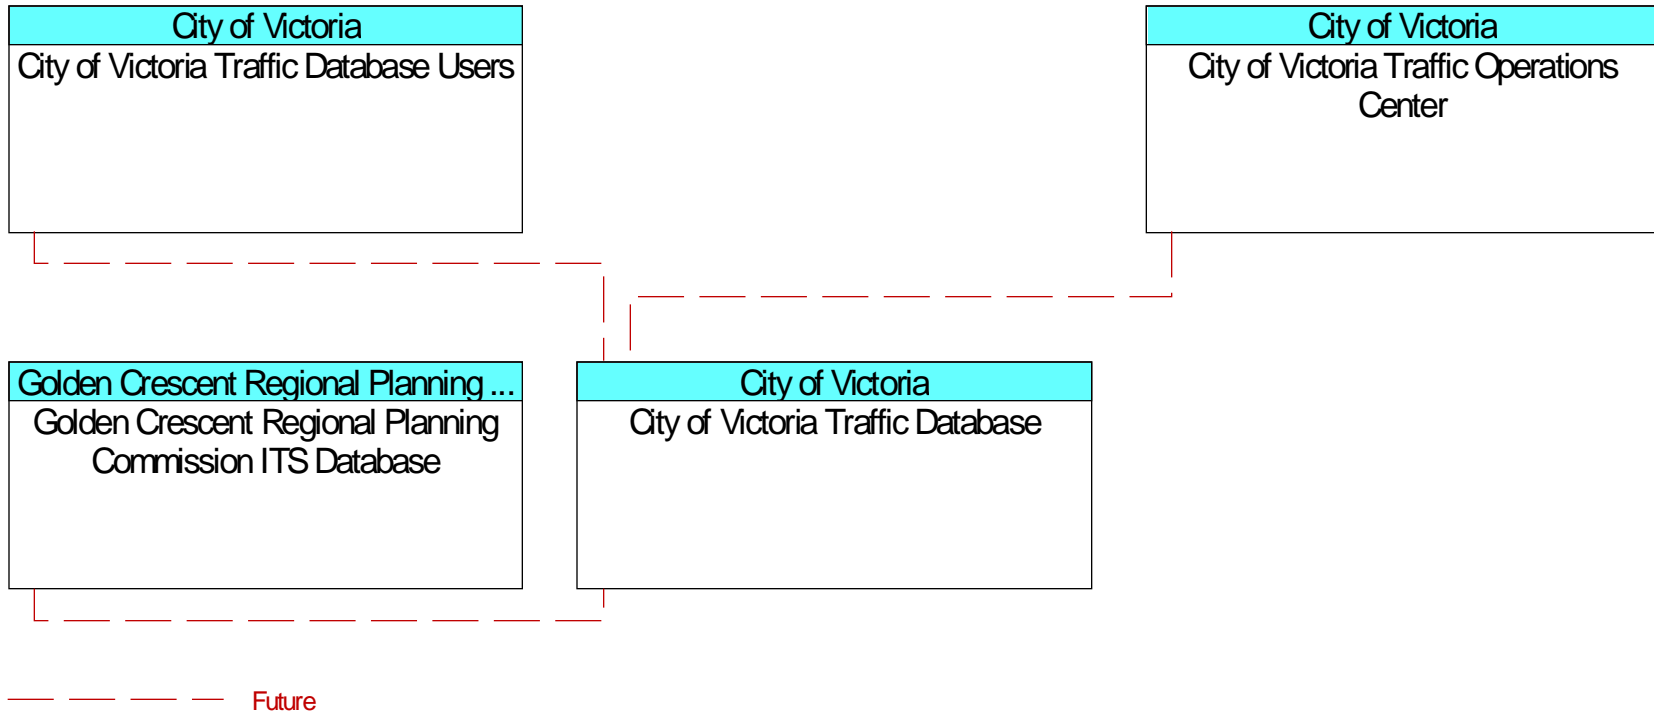 City of Victoria
City of Victoria Traffic Database Users
City of Victoria
City of Victoria Traffic Operations
Center
Golden Crescent Regional Planning ...
Golden Crescent Regional Planning
Commission ITS Database
City of Victoria
City of Victoria Traffic Database
Future